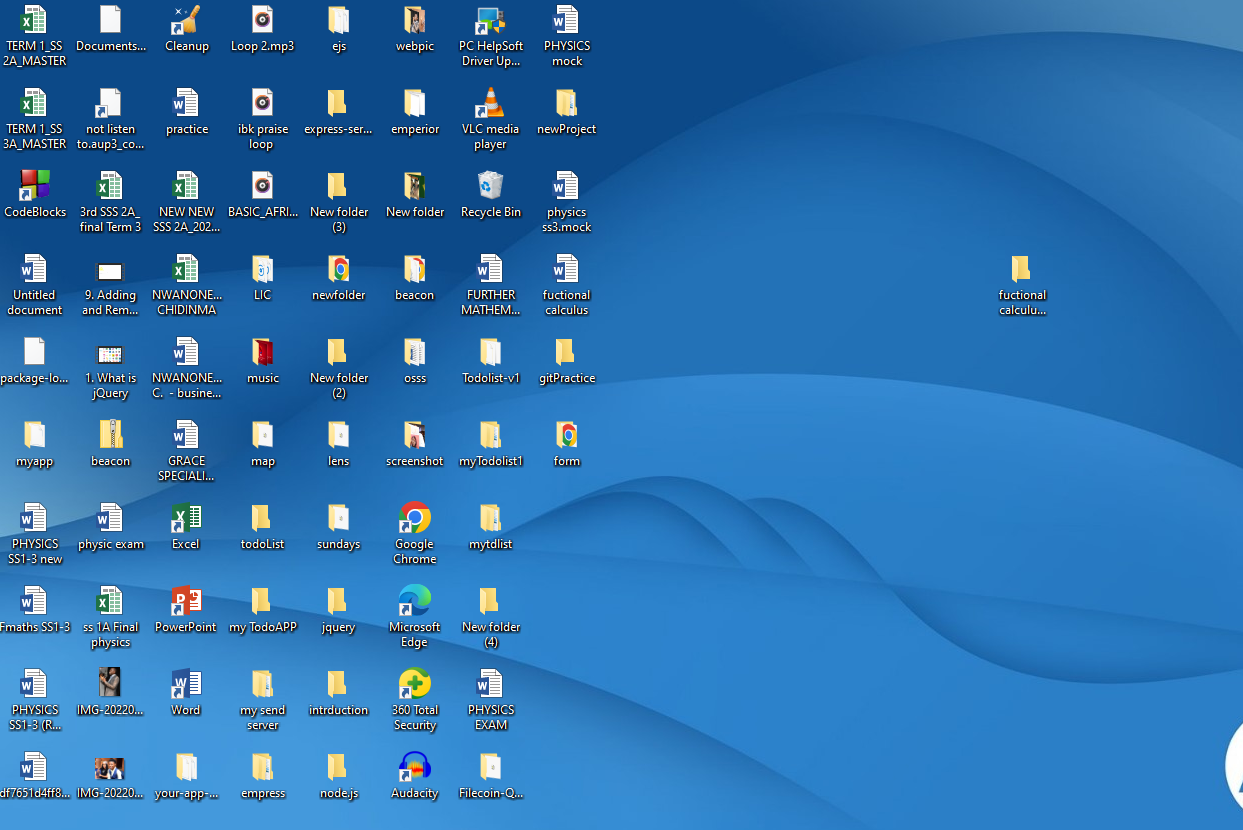 TERM 1_SS
2A_MASTER
Documents...
Cleanup
Loop 2.mp3
ejs
webpic
PC HelpSoft
Driver Up...
PHYSICS
mock
TERM 1_SS
3A_MASTER
not listen
to.aup3_co...
practice
ibk praise
loop
express-ser...
emperior
VLC media
player
newProject
CodeBlocks
3rd SSS 2A_
final Term 3
NEW NEW
SSS 2A_202...
BASIC_AFRI...
New folder
(3)
New folder
Recycle Bin
physics
ss3.mock
Untitled
document
9. Adding
and Rem...
NWANONE...
CHIDINMA
LIC
newfolder
beacon
FURTHER
MATHEM...
fuctional
calculus
fuctional
calculu...
package-lo...
1. What is
jQuery
NWANONE...
C. - busine...
music
New folder
(2)
osss
Todolist-v1
gitPractice
myapp
beacon
GRACE
SPECIALI...
map
lens
screenshot
myTodolist1
form
PHYSICS
SS1-3 new
physic exam
Excel
todoList
sundays
Google
Chrome
mytdlist
Fmaths SS1-3
ss 1A Final
physics
PowerPoint
my TodoAPP
jquery
Microsoft
Edge
New folder
(4)
PHYSICS
SS1-3 (R...
IMG-20220...
Word
my send
server
intrduction
360 Total
Security
PHYSICS
EXAM
df7651d4ff8...
IMG-20220...
your-app-...
empress
node.js
Audacity
Filecoin-Q...